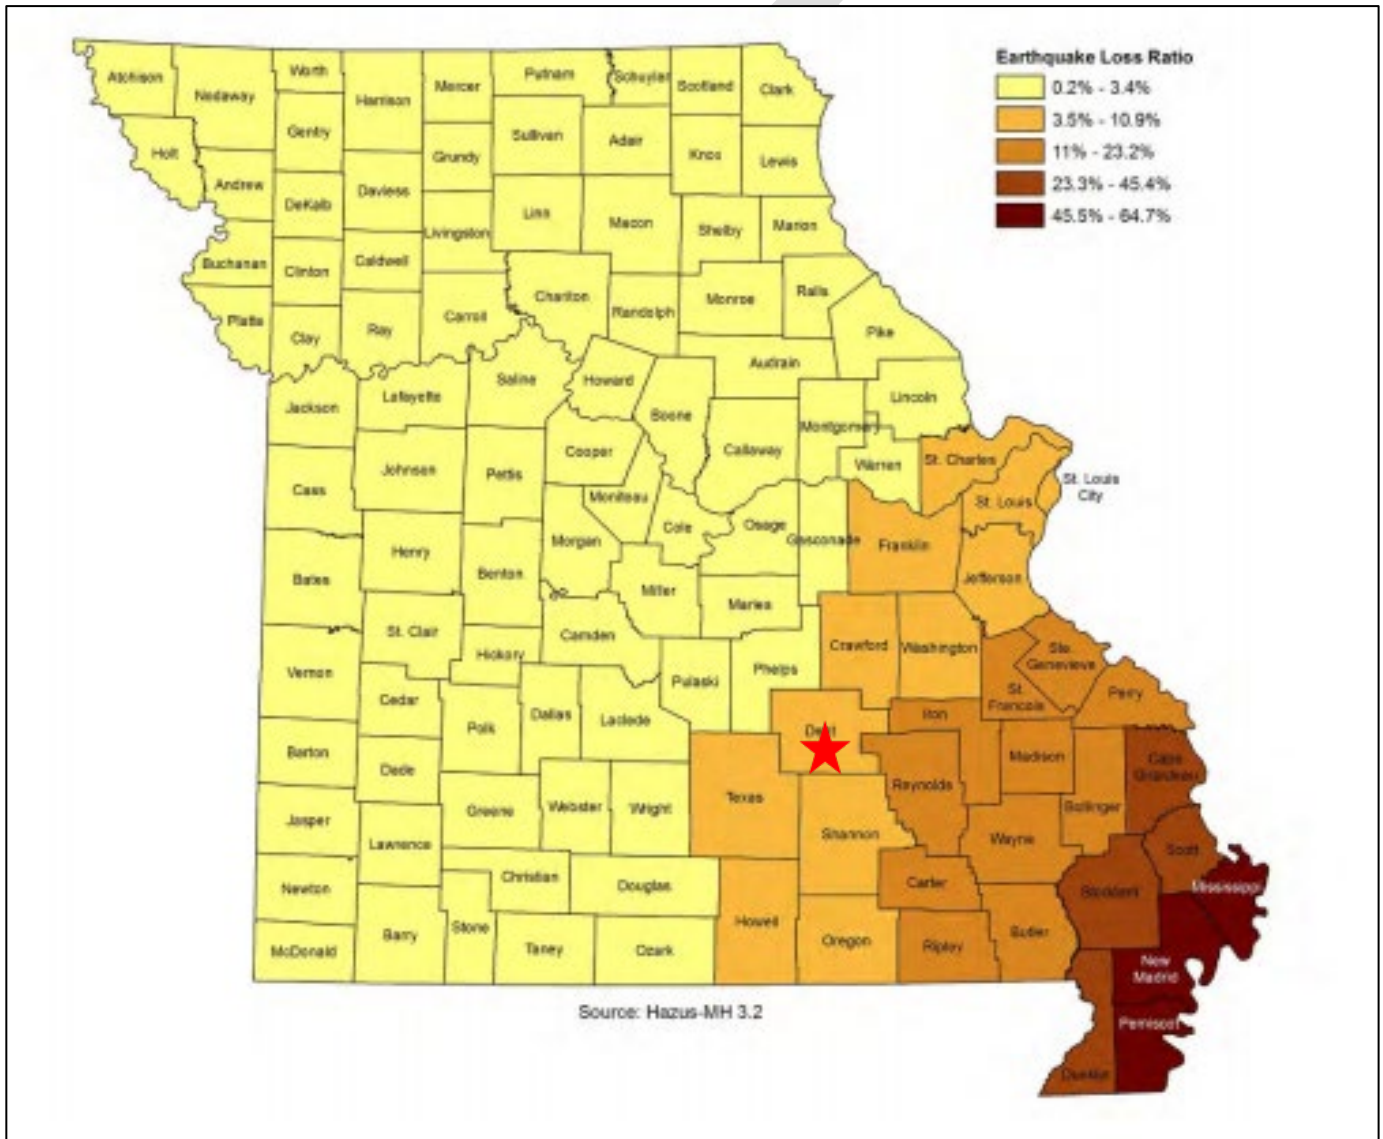 Earthquake Loss Ratio
0.2% - 3.4%
3.5% - 10.9%
11% - 23.2%
23.3% - 45.4%
45.5% - 64.7%
Atchison
Nodaway
Worth
Harrison
Mercer
Putnam
Schuyler
Scotland
Clark
Holt
Gentry
Sullivan
Adair
Knox
Lewis
Grundy
Andrew
DeKalb
Daviess
Linn
Macon
Shelby
Marion
Livingston
Buchanan
Clinton
Caldwell
Chariton
Randolph
Monroe
Ralls
Platte
Clay
Ray
Carroll
Pike
Audrain
Saline
Howard
Jackson
Lafayette
Boone
Lincoln
Montgomery
Callaway
Cooper
Warren
St. Charles
Johnson
Pettis
Cass
Moniteau
St. Louis
City
St. Louis
Cole
Osage
Gasconade
Franklin
Morgan
Henry
Benton
Bates
Miller
Maries
Jefferson
St. Clair
Camden
Hickory
Crawford
Washington
Ste.
Genevieve
Vernon
Pulaski
Phelps
St.
Francois
Perry
Cedar
Polk
Dallas
Laclede
Iron
Barton
Dade
Madison
Cape
Girardeau
Texas
Reynolds
Jasper
Greene
Webster
Wright
Bollinger
Lawrence
Shannon
Wayne
Scott
Newton
Christian
Douglas
Carter
Stoddard
Mississippi
McDonald
Barry
Stone
Taney
Ozark
Howell
Oregon
Ripley
Butler
New
Madrid
Pemiscot
Dunklin
Source: Hazus-MH 3.2